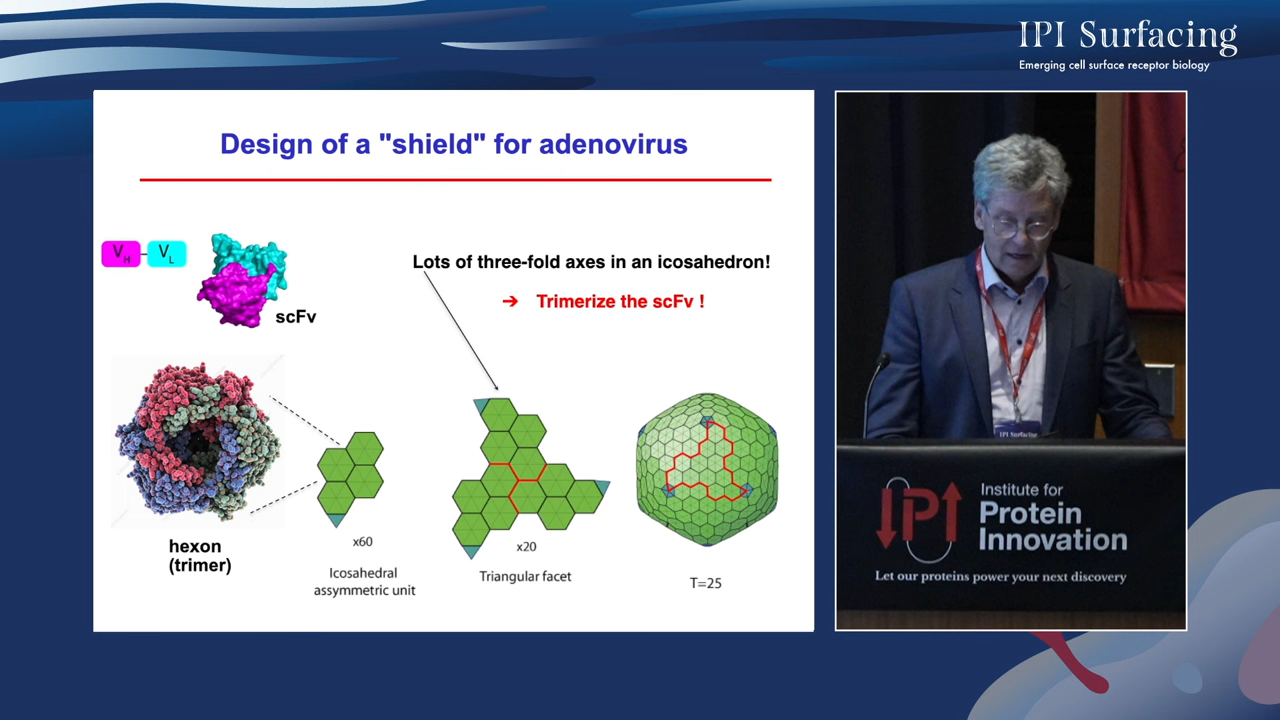 IPI Surfacing
Emerging cell surface receptor biology
Design of a "shield" for adenovirus
VH
VL
scFv
Lots of three-fold axes in an icosahedron!
➔ Trimerize the scFv !
hexon
(trimer)
x60
Icosahedral
assymmetric unit
x20
Triangular facet
T=25
IPI Surfacing
IPI
Institute for
Protein
Innovation
Let our proteins power your next discovery